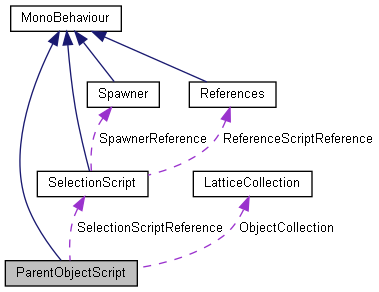 MonoBehaviour
Spawner
References
SpawnerReference
ReferenceScriptReference
SelectionScript
LatticeCollection
SelectionScriptReference
ObjectCollection
ParentObjectScript